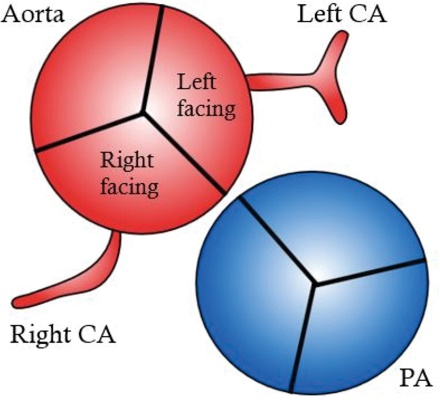 Aorta
Left CA
Left
facing
Right
facing
Right CA
PA